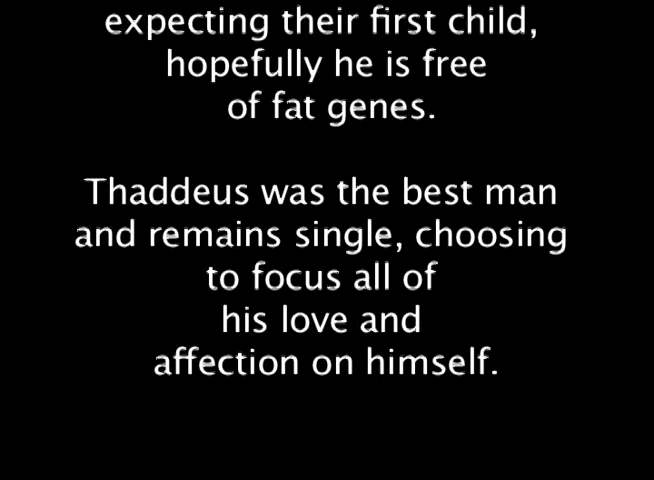 expecting their first child,
hopefully he is free
of fat genes.
Thaddeus was the best man
and remains single, choosing
to focus all of
his love and
affection on himself.